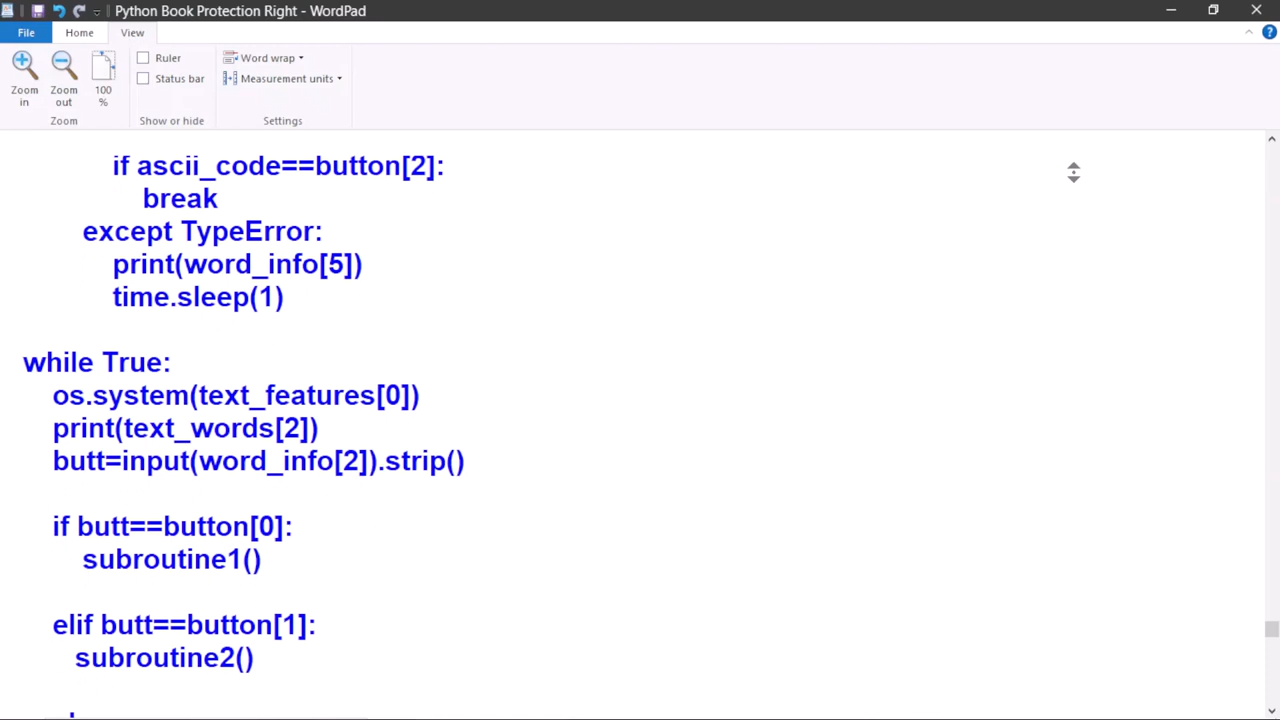 Python Book Protection Right - WordPad
File
Home
View
Zoom in
Zoom out
100 %
Zoom
Ruler
Status bar
Show or hide
Word wrap
Measurement units
Settings
if ascii_code==button[2]:
break
except TypeError:
print(word_info[5])
time.sleep(1)
while True:
os.system(text_features[0])
print(text_words[2])
butt=input(word_info[2]).strip()
if butt==button[0]:
subroutine1()
elif butt==button[1]:
subroutine2()